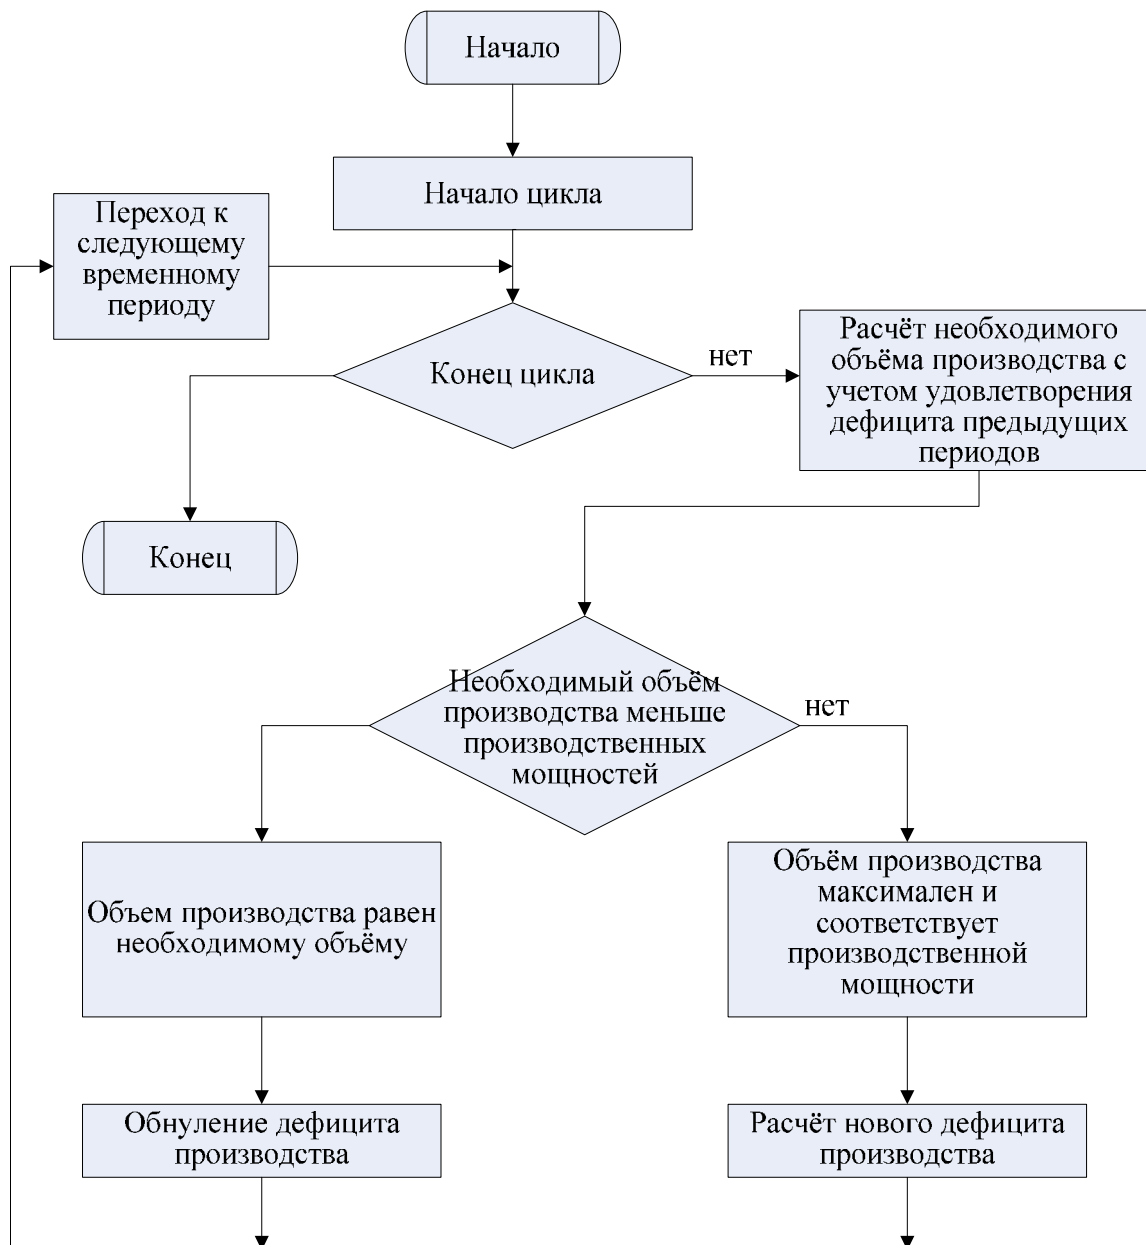 Начало
Начало цикла
Переход к
следующему
временному
периоду
Конец цикла
нет
Расчёт необходимого
объёма производства с
учетом удовлетворения
дефицита предыдущих
периодов
Конец
Необходимый объём
производства меньше
производственных
мощностей
нет
Объем производства равен
необходимому объёму
Объём производства
максимален и
соответствует
производственной
мощности
Обнуление дефицита
производства
Расчёт нового дефицита
производства